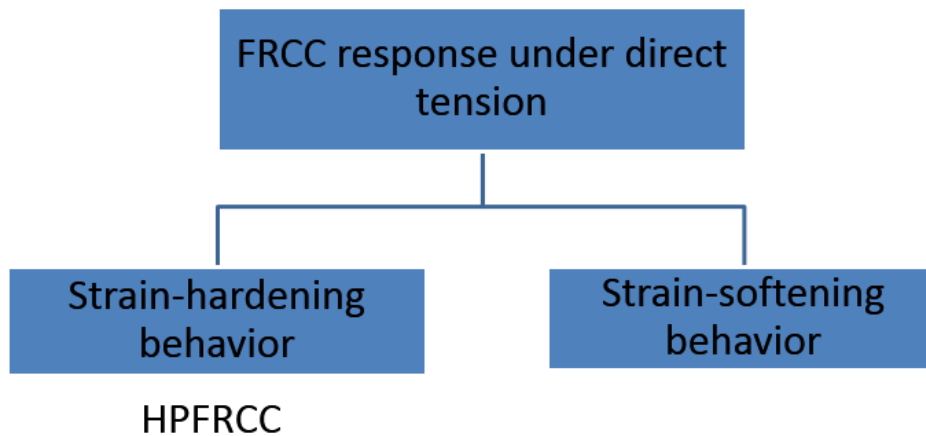 FRCC response under direct
tension
Strain-hardening
behavior
Strain-softening
behavior
HPFRCC